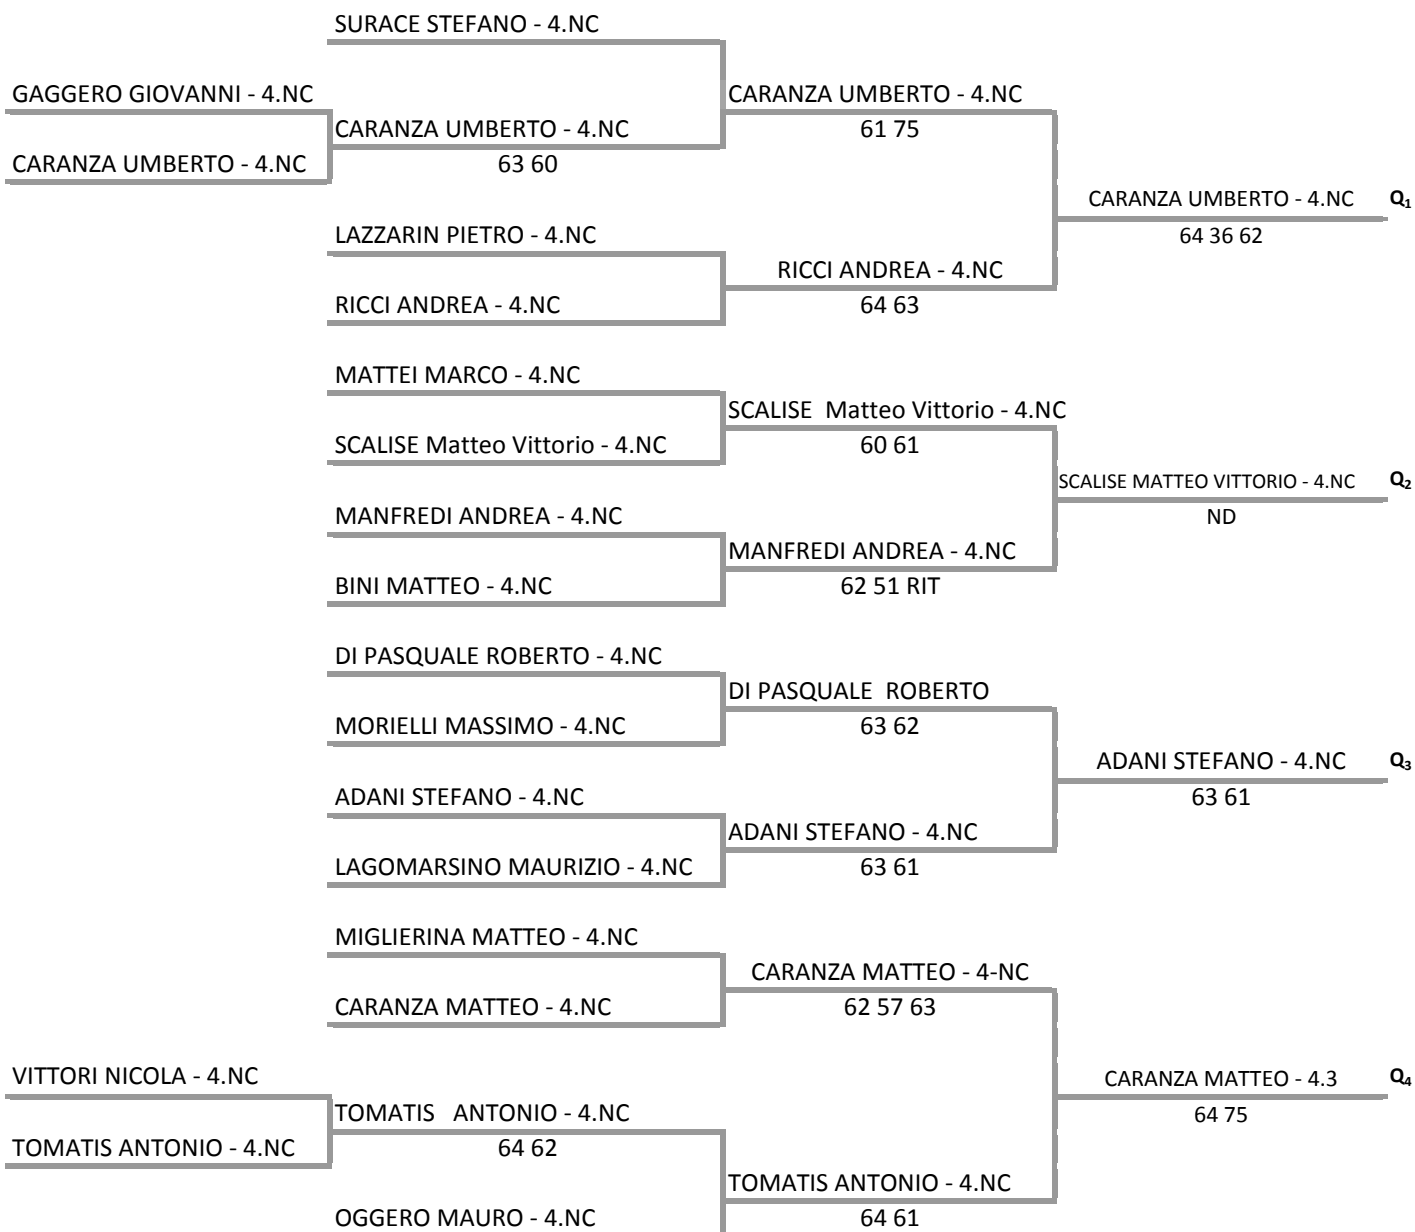 SURACE STEFANO - 4.NC
GAGGERO GIOVANNI - 4.NC
CARANZA UMBERTO - 4.NC
CARANZA UMBERTO - 4.NC
61 75
CARANZA UMBERTO - 4.NC
63 60
CARANZA UMBERTO - 4.NC Q₁
64 36 62
LAZZARIN PIETRO - 4.NC
RICCI ANDREA - 4.NC
64 63
RICCI ANDREA - 4.NC
MATTEI MARCO - 4.NC
SCALISE  Matteo Vittorio - 4.NC
60 61
SCALISE Matteo Vittorio - 4.NC
SCALISE MATTEO VITTORIO - 4.NC Q₂
ND
MANFREDI ANDREA - 4.NC
MANFREDI ANDREA - 4.NC
62 51 RIT
BINI MATTEO - 4.NC
DI PASQUALE ROBERTO - 4.NC
DI PASQUALE  ROBERTO
63 62
MORIELLI MASSIMO - 4.NC
ADANI STEFANO - 4.NC Q₃
63 61
ADANI STEFANO - 4.NC
ADANI STEFANO - 4.NC
63 61
LAGOMARSINO MAURIZIO - 4.NC
MIGLIERINA MATTEO - 4.NC
CARANZA MATTEO - 4-NC
62 57 63
CARANZA MATTEO - 4.NC
VITTORI NICOLA - 4.NC
CARANZA MATTEO - 4.3 Q₄
64 75
TOMATIS   ANTONIO - 4.NC
64 62
TOMATIS ANTONIO - 4.NC
TOMATIS ANTONIO - 4.NC
64 61
OGGERO MAURO - 4.NC